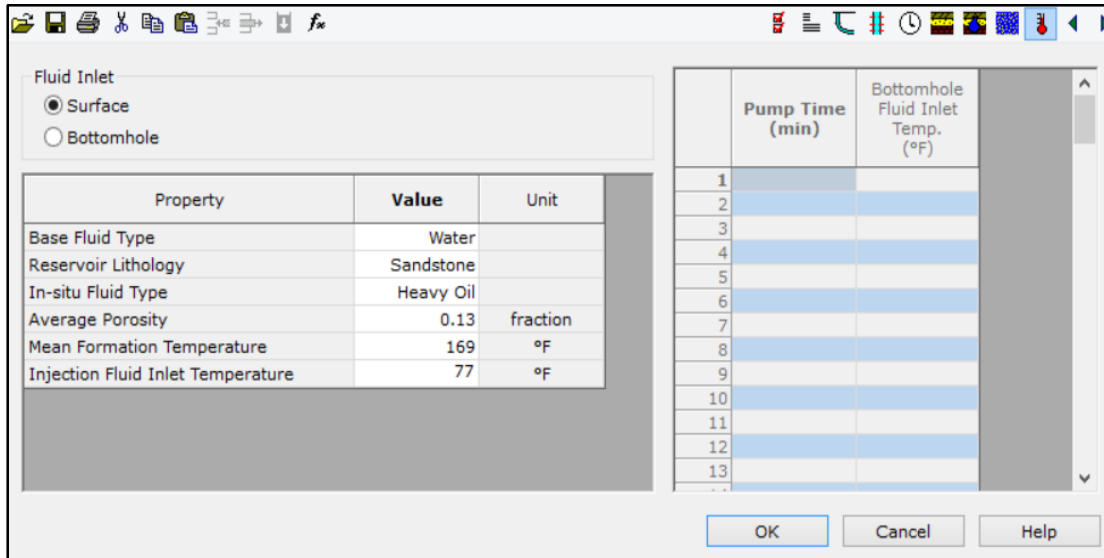 fx
Fluid Inlet
Surface
Bottomhole
Property Value Unit
Base Fluid Type Water
Reservoir Lithology Sandstone
In-situ Fluid Type Heavy Oil
Average Porosity 0.13 fraction
Mean Formation Temperature 169 °F
Injection Fluid Inlet Temperature 77 °F
Pump Time
(min)
Bottomhole
Fluid Inlet
Temp.
(°F)
1
2
3
4
5
6
7
8
9
10
11
12
13
OK Cancel Help